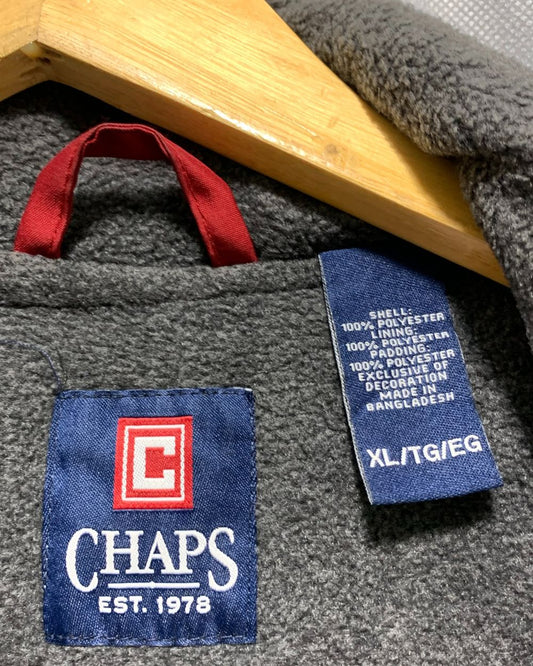 C
CHAPS
EST. 1978
SHELL:
100% POLYESTER
LINING:
100% POLYESTER
PADDING:
100% POLYESTER
EXCLUSIVE OF
DECORATION
MADE IN
BANGLADESH
XL/TG/EG